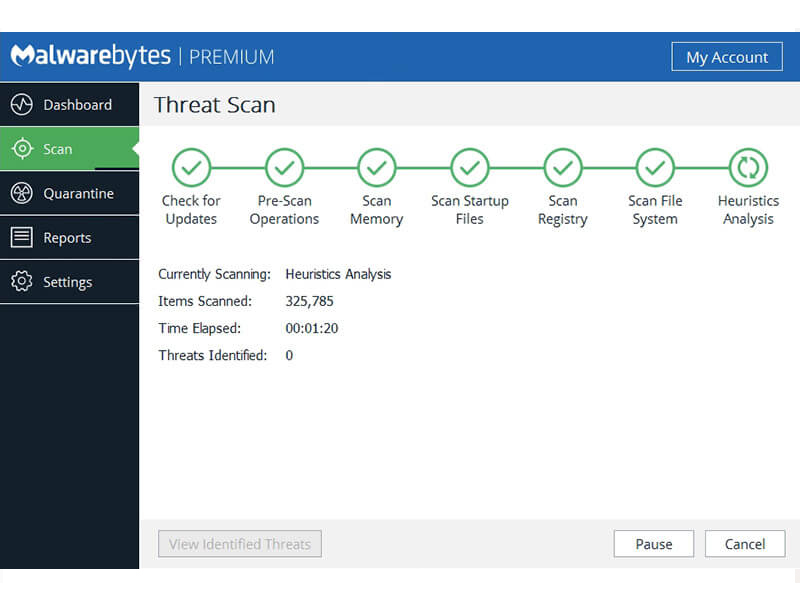 Malwarebytes | PREMIUM
My Account
Dashboard
Scan
Quarantine
Reports
Settings
Threat Scan
Check for
Updates
Pre-Scan
Operations
Scan
Memory
Scan Startup
Files
Scan
Registry
Scan File
System
Heuristics
Analysis
Currently Scanning: Heuristics Analysis
Items Scanned: 325,785
Time Elapsed: 00:01:20
Threats Identified: 0
View Identified Threats
Pause
Cancel